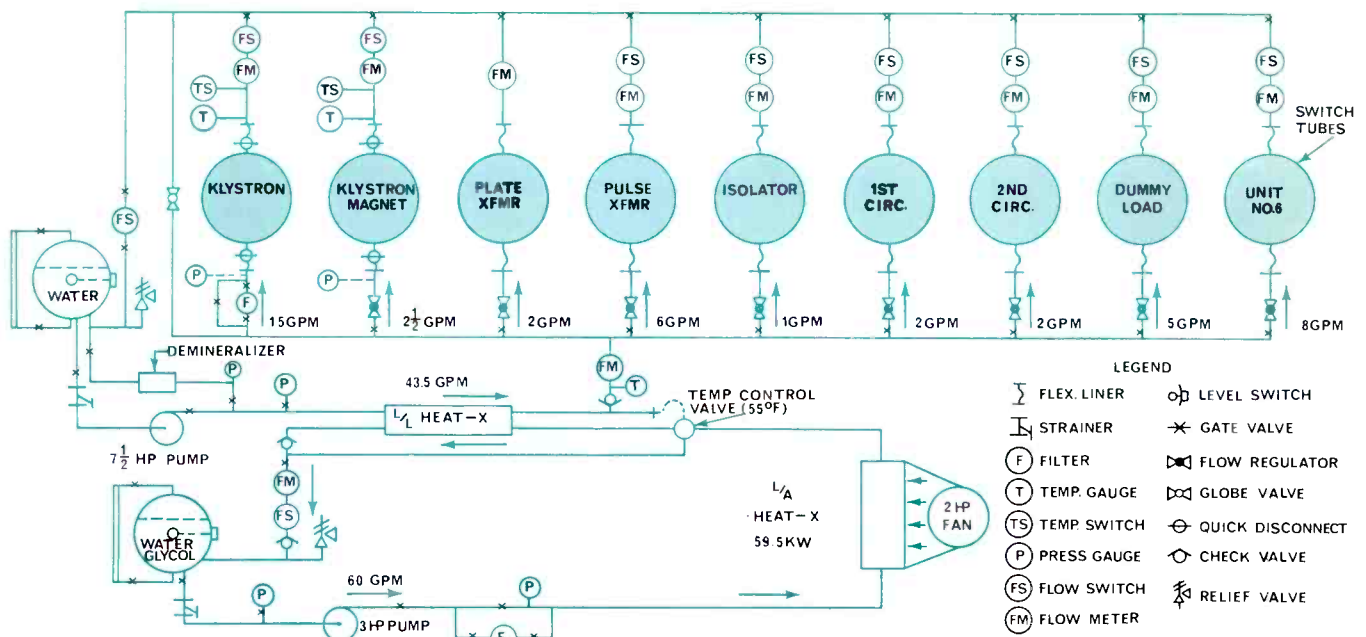 FS FS FS FS FS FS FS FS
FM FM FM FM FM FM FM FM FM
TS TS
T T
SWITCH
TUBES
KLYSTRON
KLYSTRON
MAGNET
PLATE
XFMR
PULSE
XFMR
ISOLATOR
1ST
CIRC.
2ND
CIRC.
DUMMY
LOAD
UNIT
NO.6
FS
WATER
P P
F
15GPM 2 1/2 GPM 2GPM 6GPM 1GPM 2GPM 2GPM 5GPM 8GPM
DEMINERALIZER
P P
43.5 GPM
FM
T
TEMP CONTROL
VALVE (55°F)
L/L HEAT-X
7 1/2 HP PUMP
FM
FS
WATER
GLYCOL
L/A
HEAT-X
59.5KW
2HP
FAN
60 GPM
P P
3HP PUMP
F
LEGEND
FLEX. LINER
STRAINER
F FILTER
T TEMP. GAUGE
TS TEMP. SWITCH
P PRESS GAUGE
FS FLOW SWITCH
FM FLOW METER
LEVEL SWITCH
GATE VALVE
FLOW REGULATOR
GLOBE VALVE
QUICK DISCONNECT
CHECK VALVE
RELIEF VALVE